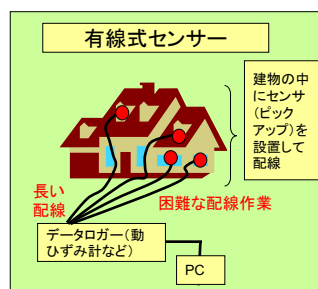 有線式センサー
建物の中
にセンサ
(ピック
アップ)を
設置して
配線
長い
配線
困難な配線作業
データロガー(動
ひずみ計など)
PC